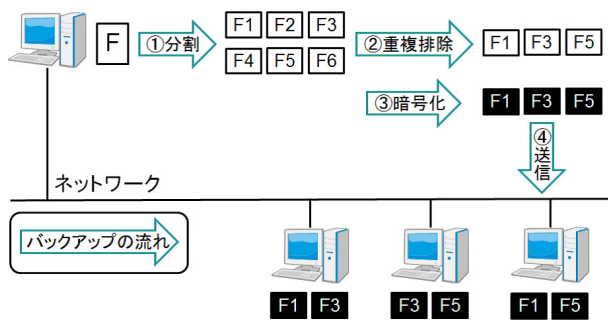 F
①分割
F1 F2 F3
F4 F5 F6
②重複排除
F1 F3 F5
③暗号化
F1 F3 F5
④送信
ネットワーク
バックアップの流れ
F1 F3
F3 F5
F1 F5